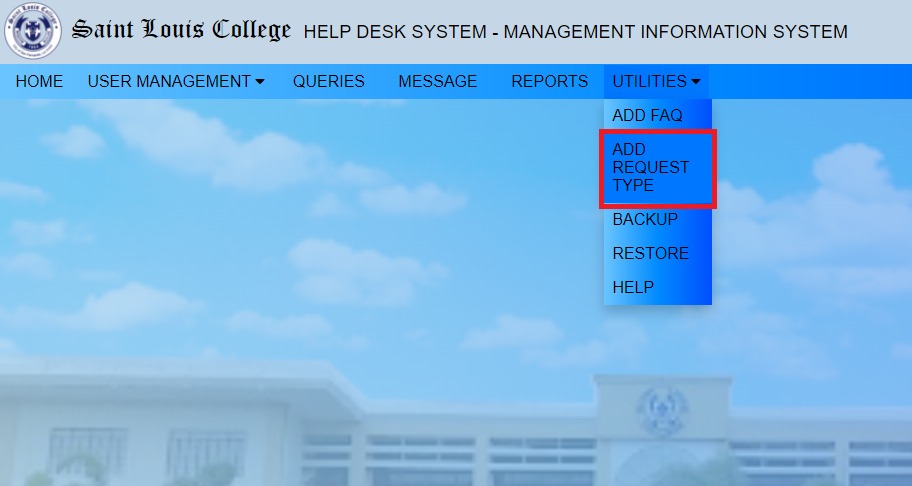 Saint Louis College HELP DESK SYSTEM - MANAGEMENT INFORMATION SYSTEM
HOME USER MANAGEMENT QUERIES MESSAGE REPORTS UTILITIES
ADD FAQ
ADD
REQUEST
TYPE
BACKUP
RESTORE
HELP